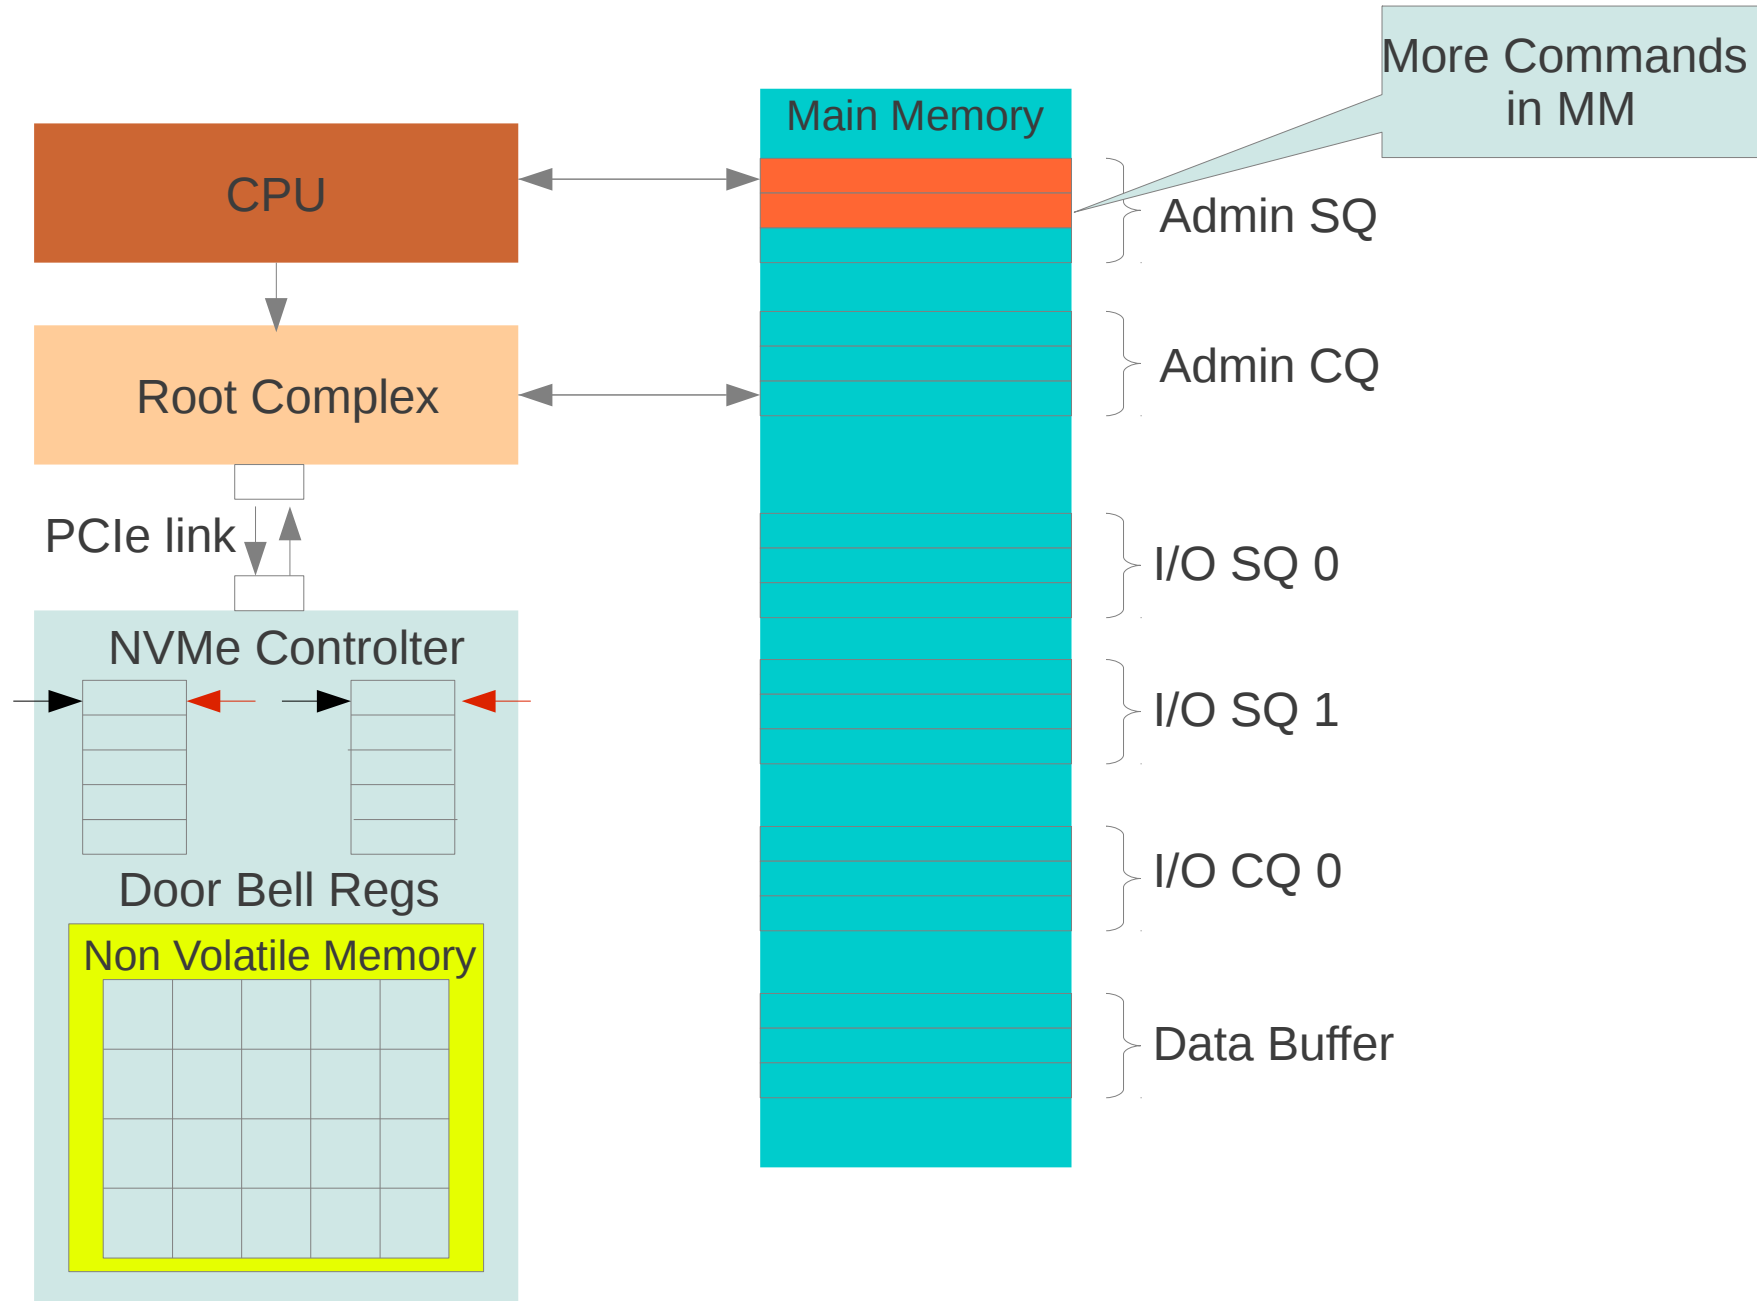 More Commands
in MM
Main Memory
CPU
Admin SQ
Root Complex
Admin CQ
PCIe link
I/O SQ 0
NVMe Controlter
I/O SQ 1
Door Bell Regs
I/O CQ 0
Non Volatile Memory
Data Buffer